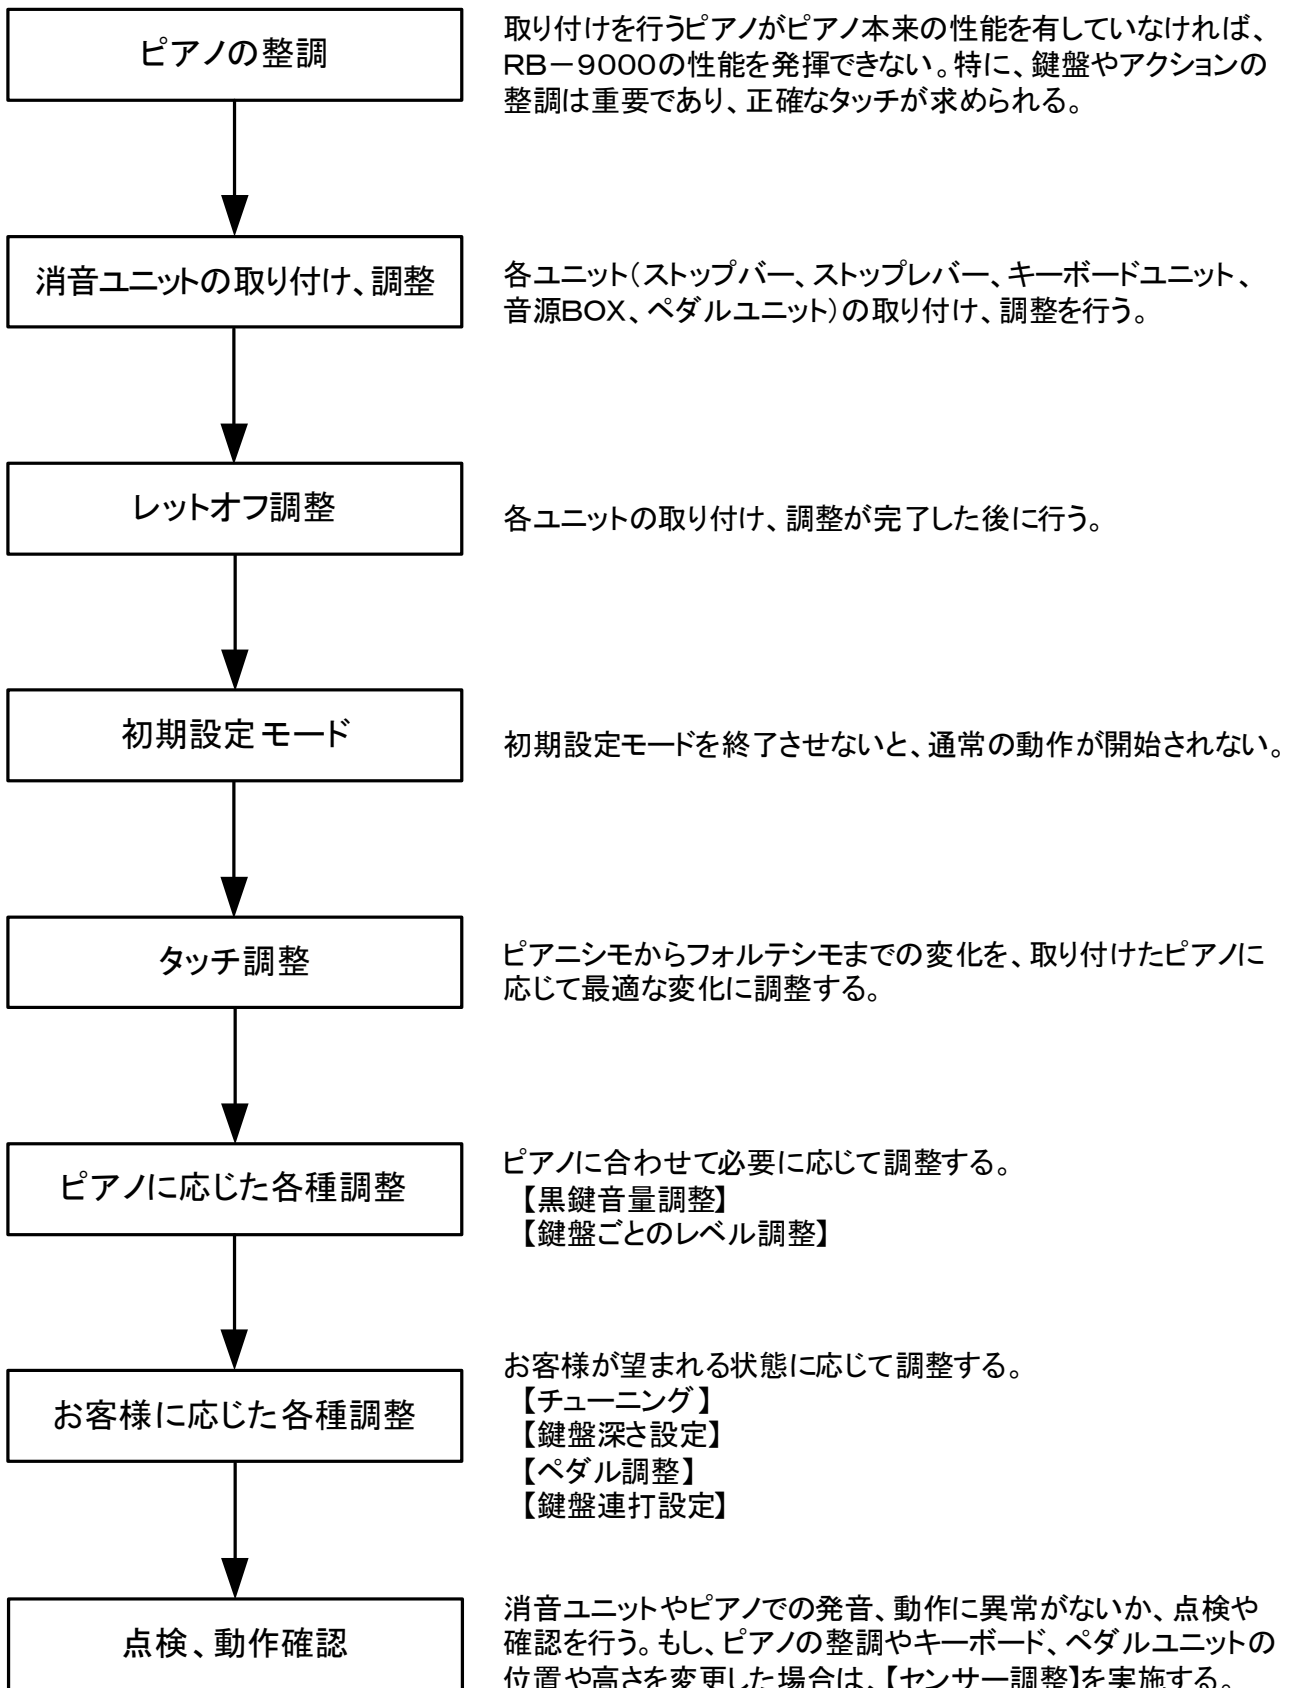 ピアノの整調
取り付けを行うピアノがピアノ本来の性能を有していなければ、
RB－9000の性能を発揮できない。特に、鍵盤やアクションの
整調は重要であり、正確なタッチが求められる。
消音ユニットの取り付け、調整
各ユニット（ストップバー、ストップレバー、キーボードユニット、
音源BOX、ペダルユニット）の取り付け、調整を行う。
レットオフ調整
各ユニットの取り付け、調整が完了した後に行う。
初期設定モード
初期設定モードを終了させないと、通常の動作が開始されない。
タッチ調整
ピアニシモからフォルテシモまでの変化を、取り付けたピアノに
応じて最適な変化に調整する。
ピアノに応じた各種調整
ピアノに合わせて必要に応じて調整する。
【黒鍵音量調整】
【鍵盤ごとのレベル調整】
お客様に応じた各種調整
お客様が望まれる状態に応じて調整する。
【チューニング】
【鍵盤深さ設定】
【ペダル調整】
【鍵盤連打設定】
点検、動作確認
消音ユニットやピアノでの発音、動作に異常がないか、点検や
確認を行う。もし、ピアノの整調やキーボード、ペダルユニットの
位置や高さを変更した場合は、【センサー調整】を実施する。